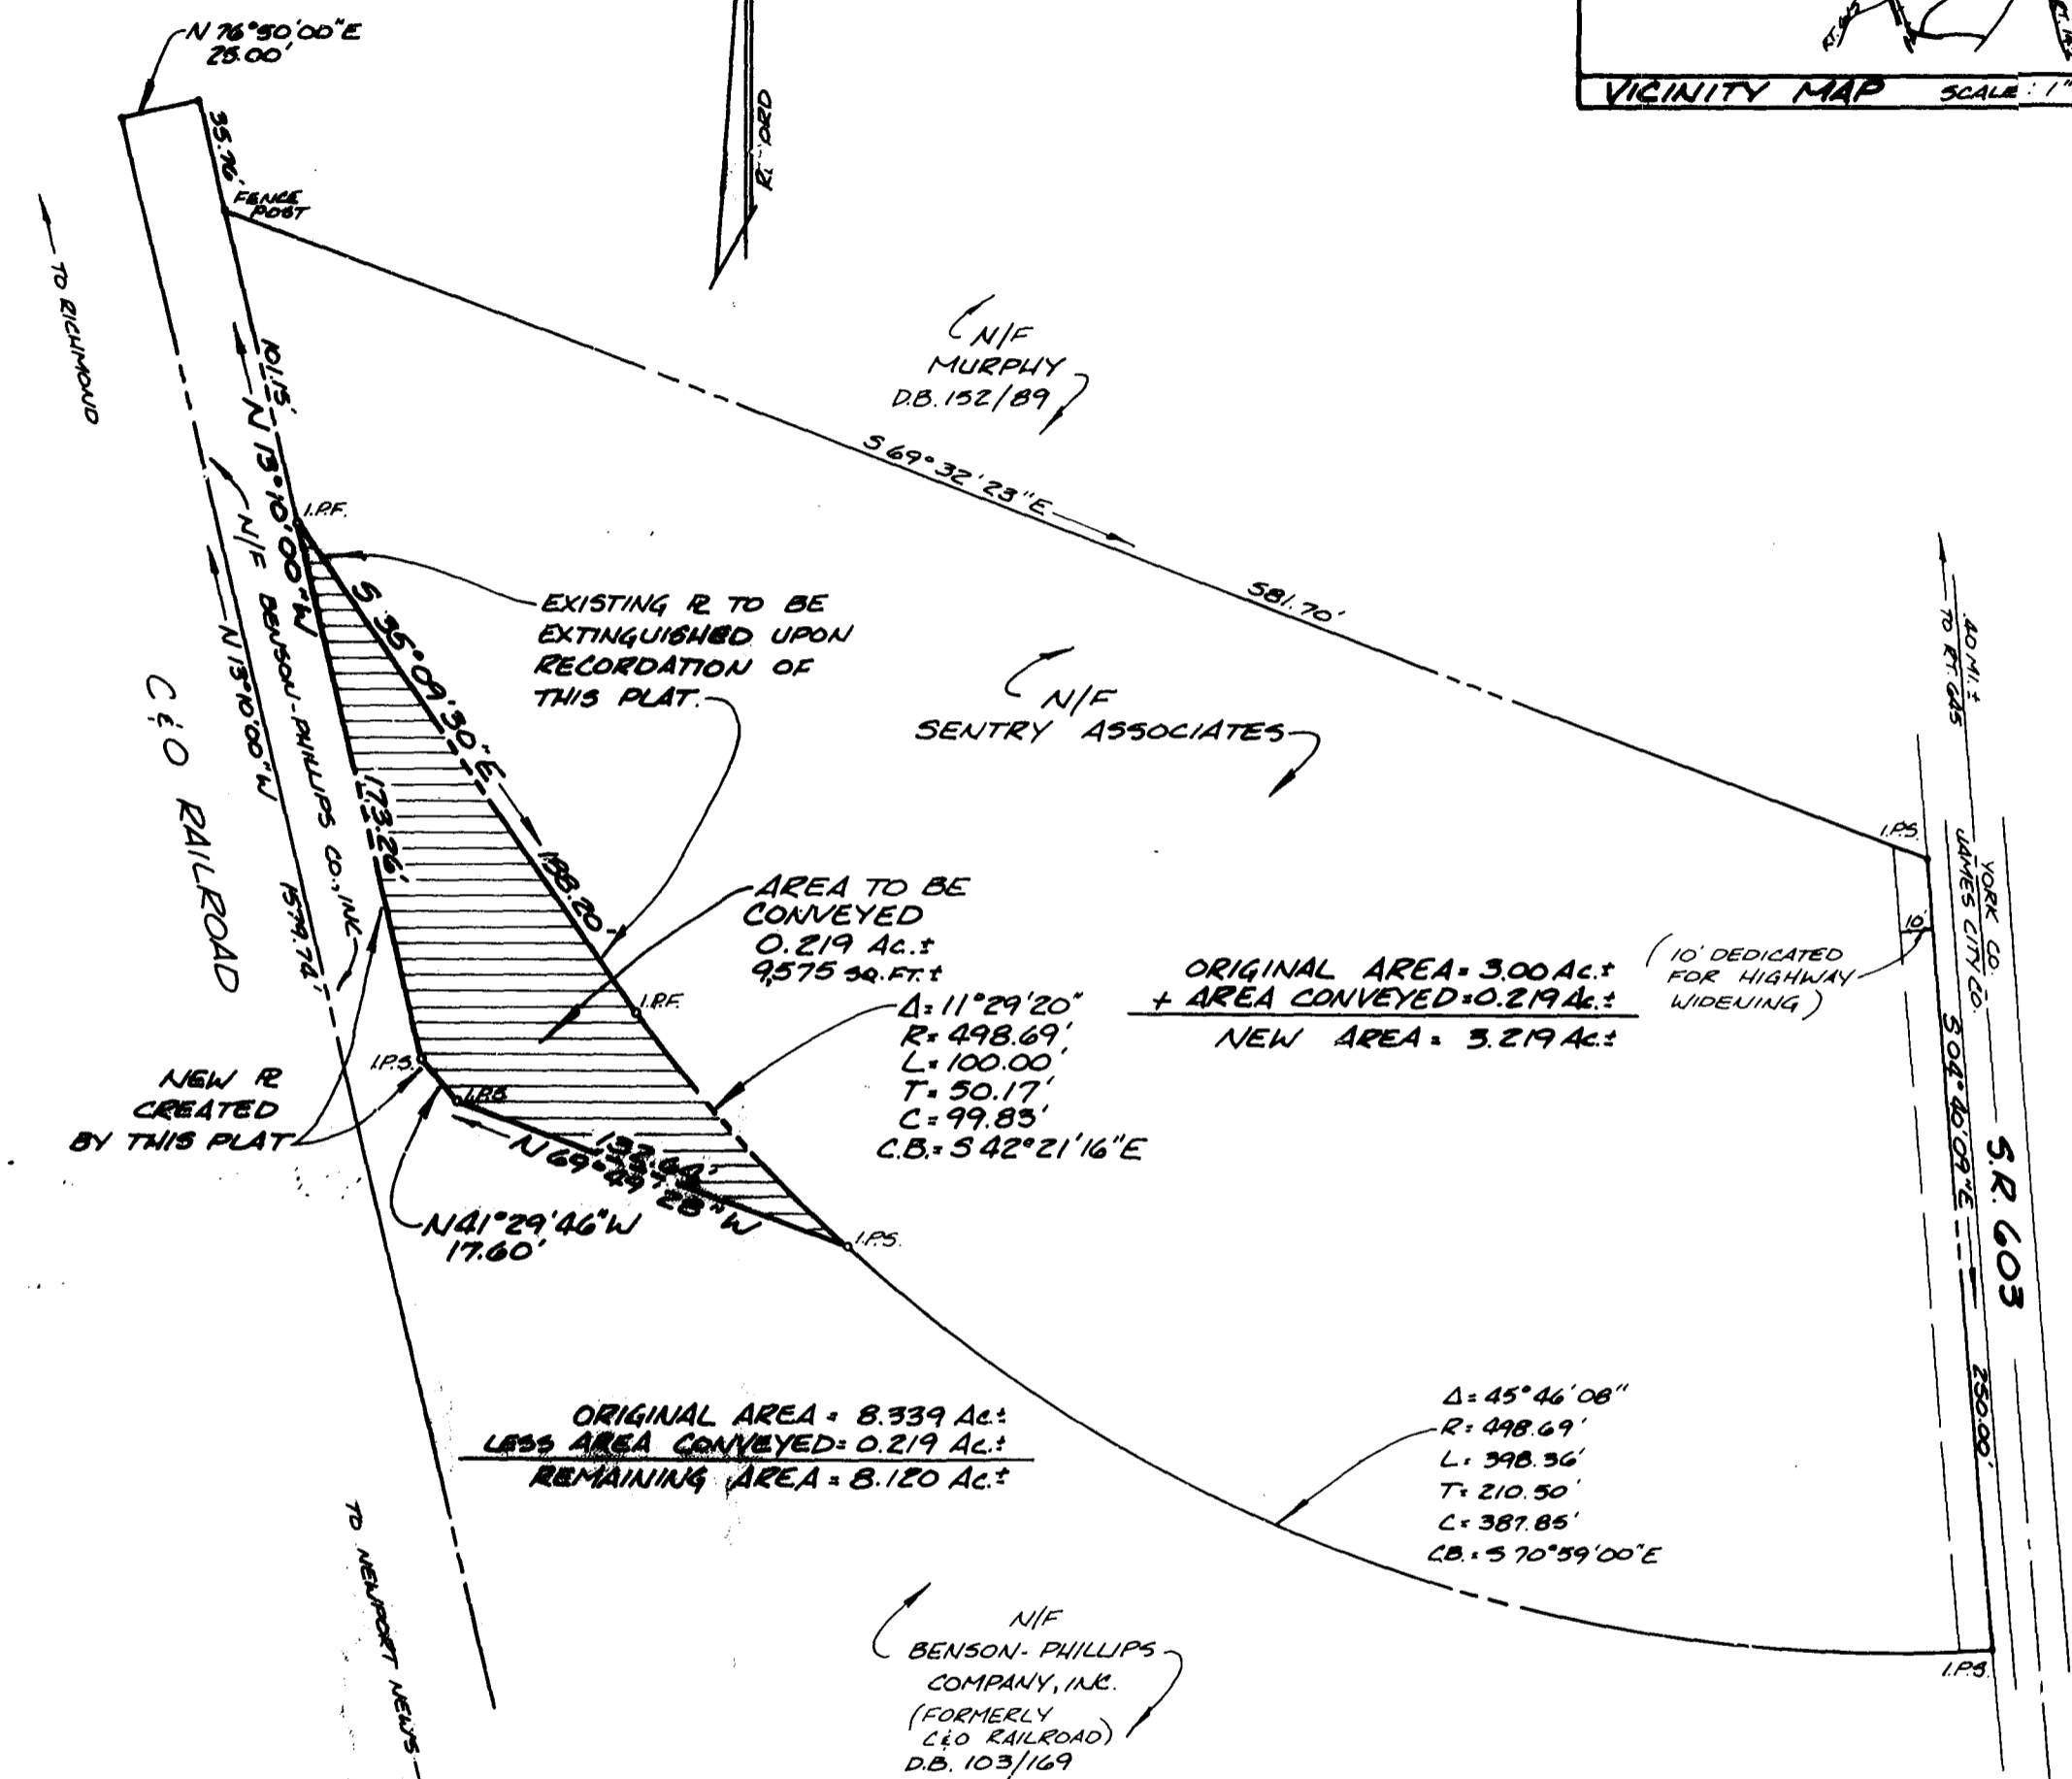 N 76°50'00"E
25.00'
VICINITY MAP SCALE: 1"
35.76'
FENCE
POST
TO RICHMOND
101.15'
N 13°10'00"W
N/F BENSON-PHILLIPS CO., INC.
N 13°10'00"W
1579.74'
C&O RAILROAD
I.P.F.
N/F
MURPHY
D.B. 152/89
S 69°32'23"E
581.70'
EXISTING ℞ TO BE
EXTINGUISHED UPON
RECORDATION OF
THIS PLAT.
S 35°09'30"E
138.20'
173.26'
N/F
SENTRY ASSOCIATES
.40 MI. ±
TO RT. 645
I.P.S.
YORK CO.
JAMES CITY CO.
10'
(10' DEDICATED
FOR HIGHWAY
WIDENING)
S 04°40'09"E
250.00'
S.R. 603
AREA TO BE
CONVEYED
0.219 AC.±
9,575 SQ.FT.±
I.P.F.
Δ= 11°29'20"
R= 498.69'
L= 100.00'
T= 50.17'
C= 99.83'
C.B.= S 42°21'16"E
ORIGINAL AREA = 3.00 AC.±
+ AREA CONVEYED = 0.219 AC.±
NEW AREA = 3.219 AC.±
NEW ℞
CREATED
BY THIS PLAT
I.P.S.
I.P.S.
N 69°49'28"W
N 41°29'46"W
17.60'
I.P.S.
ORIGINAL AREA = 8.339 AC.±
LESS AREA CONVEYED = 0.219 AC.±
REMAINING AREA = 8.120 AC.±
Δ= 45°46'08"
R= 498.69'
L= 398.36'
T= 210.50'
C= 387.85'
C.B.= S 70°59'00"E
I.P.S.
TO NEWPORT NEWS
N/F
BENSON-PHILLIPS
COMPANY, INC.
(FORMERLY
C&O RAILROAD)
D.B. 103/169